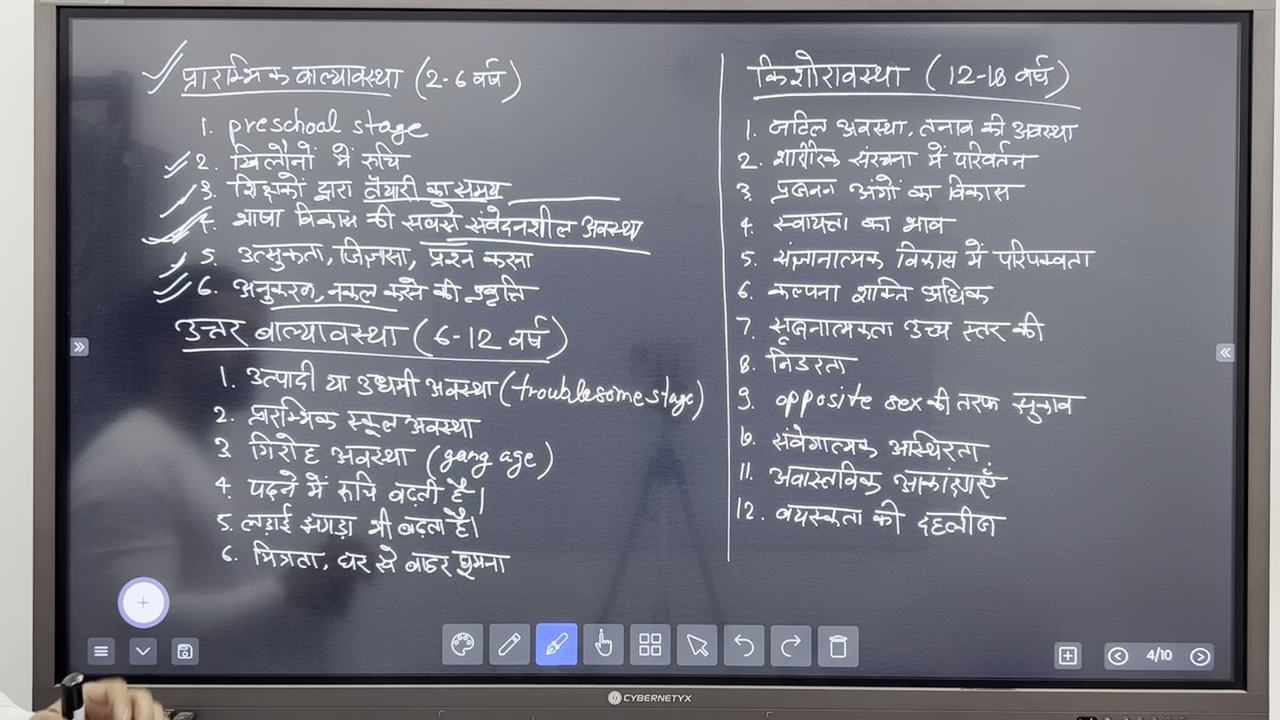 प्रारम्भिक बाल्यावस्था (2-6 वर्ष)
1. preschool stage
2. खिलौनों में रुचि
3. शिक्षकों द्वारा तैयारी का समय
4. भाषा विकास की सबसे संवेदनशील अवस्था
5. उत्सुकता, जिज्ञासा, प्रश्न करना
6. अनुकरण, नकल करने की प्रवृत्ति
उत्तर बाल्यावस्था (6-12 वर्ष)
1. उत्पादी या उधमी अवस्था (troublesome stage)
2. प्रारम्भिक स्कूल अवस्था
3 गिरोह अवस्था (gang age)
4 पढने में रुचि बढ़ती है।
5. लड़ाई झगड़ा भी बढ़ता है।
6. मित्रता, घर से बाहर घूमना
किशोरावस्था (12-18 वर्ष)
1. जटिल अवस्था, तनाव की अवस्था
2. शारीरिक संरचना में परिवर्तन
3. प्रजनन अंगों का विकास
4. स्वायत्ता का भाव
5. संज्ञानात्मक विकास में परिपक्वता
6. कल्पना शक्ति अधिक
7. सृजनात्मकता उच्च स्तर की
8. निडरता
9. opposite sex की तरफ झुकाव
10. संवेगात्मक अस्थिरता
11. अवास्तविक आकांक्षाएँ
12. वयस्कता की दहलीज
4/10
CYBERNETYX